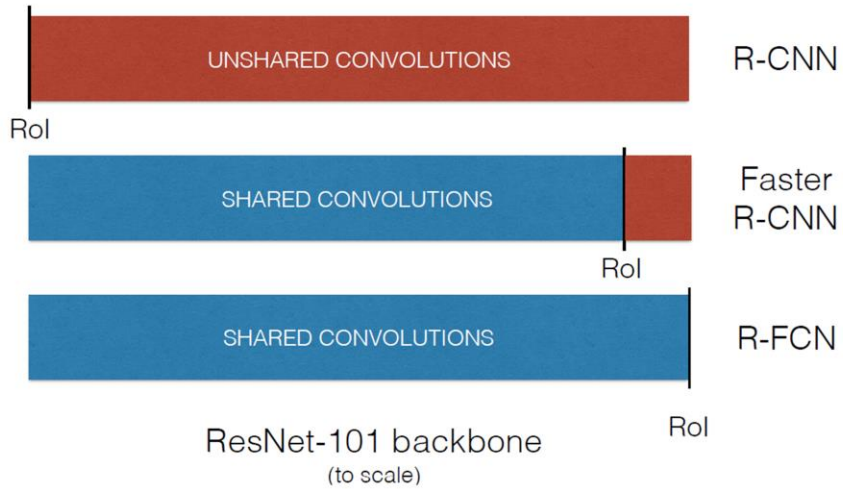 UNSHARED CONVOLUTIONS
R-CNN
RoI
SHARED CONVOLUTIONS
Faster
R-CNN
RoI
SHARED CONVOLUTIONS
R-FCN
RoI
ResNet-101 backbone
(to scale)